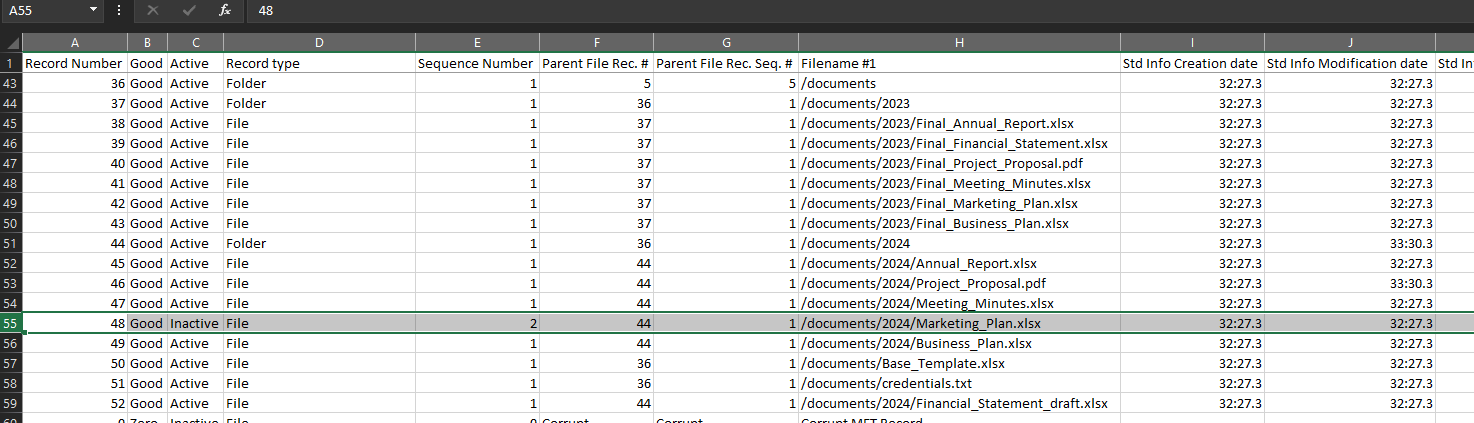 A55 fx 48
A B C D E F G H I J
1 Record Number Good Active Record type Sequence Number Parent File Rec. # Parent File Rec. Seq. # Filename #1 Std Info Creation date Std Info Modification date Std In
43 36 Good Active Folder 1 5 5 /documents 32:27.3 32:27.3
44 37 Good Active Folder 1 36 1 /documents/2023 32:27.3 32:27.3
45 38 Good Active File 1 37 1 /documents/2023/Final_Annual_Report.xlsx 32:27.3 32:27.3
46 39 Good Active File 1 37 1 /documents/2023/Final_Financial_Statement.xlsx 32:27.3 32:27.3
47 40 Good Active File 1 37 1 /documents/2023/Final_Project_Proposal.pdf 32:27.3 32:27.3
48 41 Good Active File 1 37 1 /documents/2023/Final_Meeting_Minutes.xlsx 32:27.3 32:27.3
49 42 Good Active File 1 37 1 /documents/2023/Final_Marketing_Plan.xlsx 32:27.3 32:27.3
50 43 Good Active File 1 37 1 /documents/2023/Final_Business_Plan.xlsx 32:27.3 32:27.3
51 44 Good Active Folder 1 36 1 /documents/2024 32:27.3 33:30.3
52 45 Good Active File 1 44 1 /documents/2024/Annual_Report.xlsx 32:27.3 32:27.3
53 46 Good Active File 1 44 1 /documents/2024/Project_Proposal.pdf 32:27.3 33:30.3
54 47 Good Active File 1 44 1 /documents/2024/Meeting_Minutes.xlsx 32:27.3 32:27.3
55 48 Good Inactive File 2 44 1 /documents/2024/Marketing_Plan.xlsx 32:27.3 32:27.3
56 49 Good Active File 1 44 1 /documents/2024/Business_Plan.xlsx 32:27.3 32:27.3
57 50 Good Active File 1 36 1 /documents/Base_Template.xlsx 32:27.3 32:27.3
58 51 Good Active File 1 36 1 /documents/credentials.txt 32:27.3 32:27.3
59 52 Good Active File 1 44 1 /documents/2024/Financial_Statement_draft.xlsx 32:27.3 32:27.3
60 0 Zero Inactive File 0 Corrupt Corrupt Corrupt MFT Record